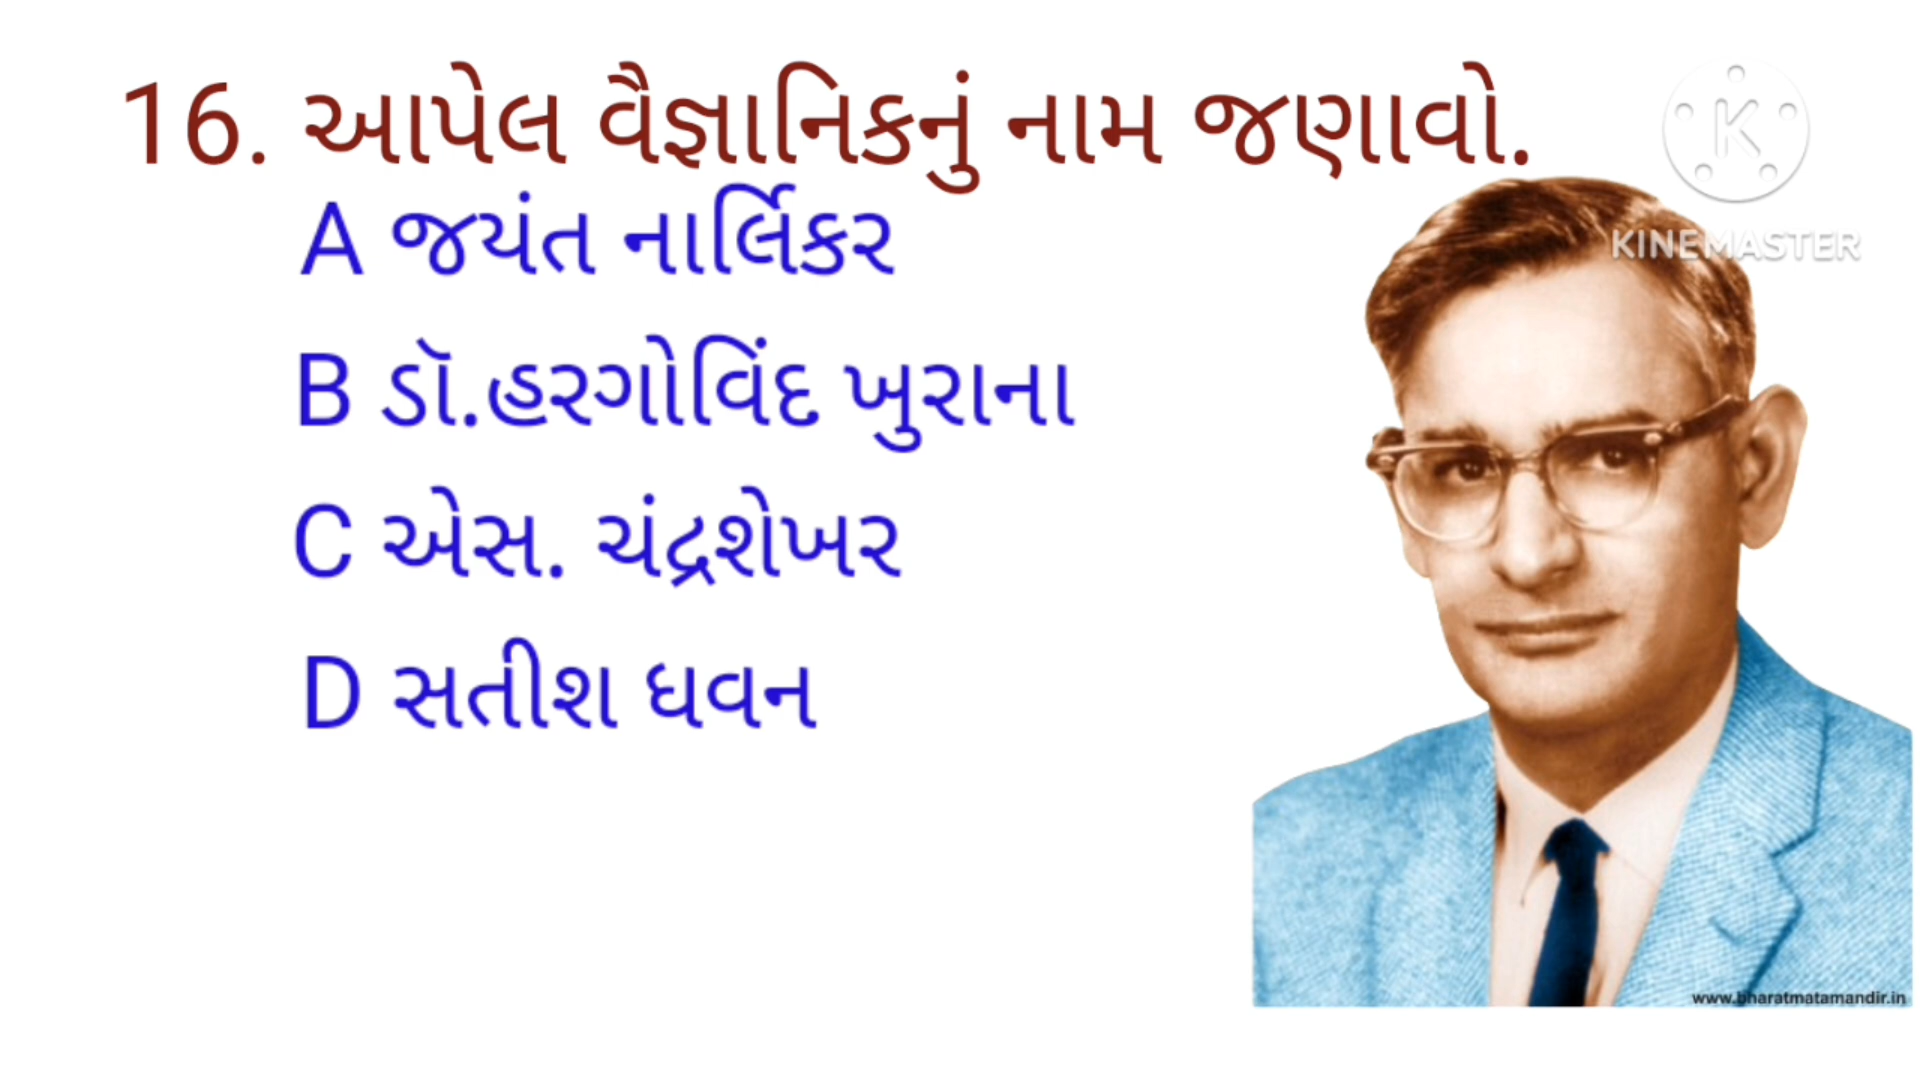 16. આપેલ વૈજ્ઞાનિકનું નામ જણાવો.
A જયંત નાર્લિકર
B ડૉ.હરગોવિંદ ખુરાના
C એસ. ચંદ્રશેખર
D સતીશ ધવન
K
KINEMASTER
www.bharatmatamandir.in